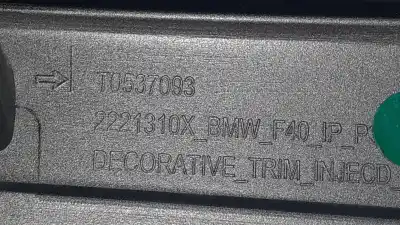 T0537093
2221310X_BMW_F40_IP_P
DECORATIVE_TRIM_INJECD_